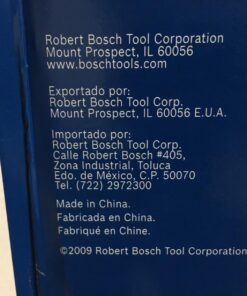 Robert Bosch Tool Corporation
Mount Prospect, IL 60056
www.boschtools.com
Exportado por:
Robert Bosch Tool Corp.
Mount Prospect, IL 60056 E.U.A.
Importado por:
Robert Bosch Tool Corp.
Calle Robert Bosch #405,
Zona Industrial, Toluca
Edo. de México, C.P. 50070
Tel. (722) 2972300
Made in China.
Fabricada en China.
Fabriqué en Chine.
©2009 Robert Bosch Tool Corporation